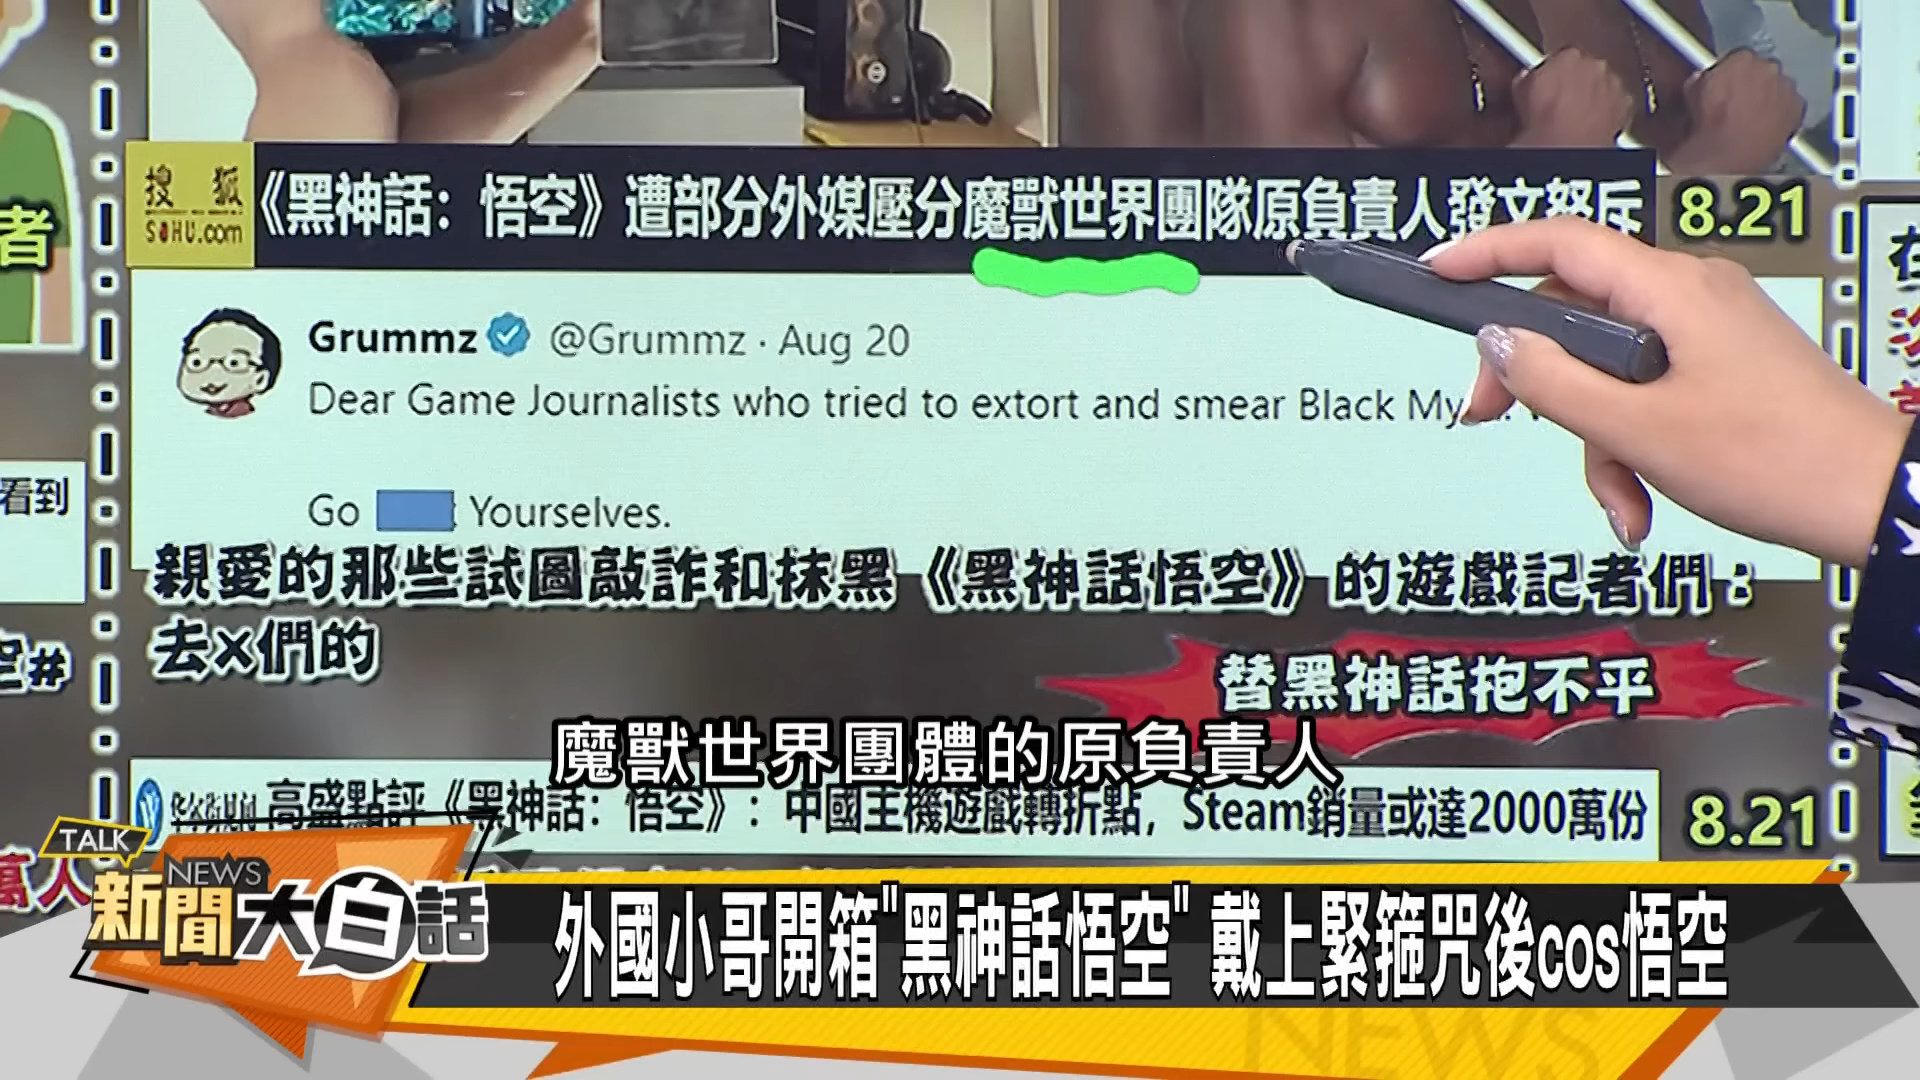 者
搜狐
SOHU.com
《黑神話：悟空》遭部分外媒壓分魔獸世界團隊原負責人發文怒斥
8.21
Grummz @Grummz · Aug 20
Dear Game Journalists who tried to extort and smear Black My
Go Yourselves.
看到
親愛的那些試圖敲詐和抹黑《黑神話悟空》的遊戲記者們：
去×們的
空#
替黑神話抱不平
魔獸世界團體的原負責人
高盛點評《黑神話：悟空》：中國主機遊戲轉折點，Steam銷量或達2000萬份
8.21
萬人
TALK
NEWS
新聞大白話
外國小哥開箱"黑神話悟空" 戴上緊箍咒後cos悟空
NEWS